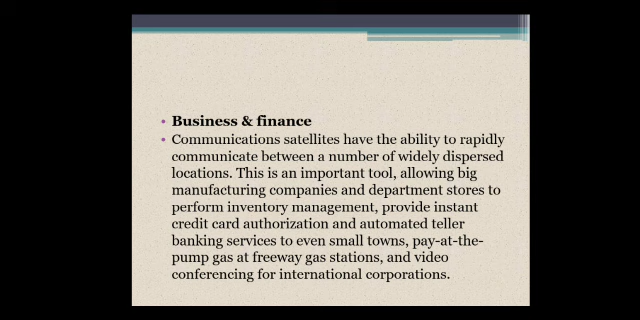 Business & finance
Communications satellites have the ability to rapidly
communicate between a number of widely dispersed
locations. This is an important tool, allowing big
manufacturing companies and department stores to
perform inventory management, provide instant
credit card authorization and automated teller
banking services to even small towns, pay-at-the-
pump gas at freeway gas stations, and video
conferencing for international corporations.